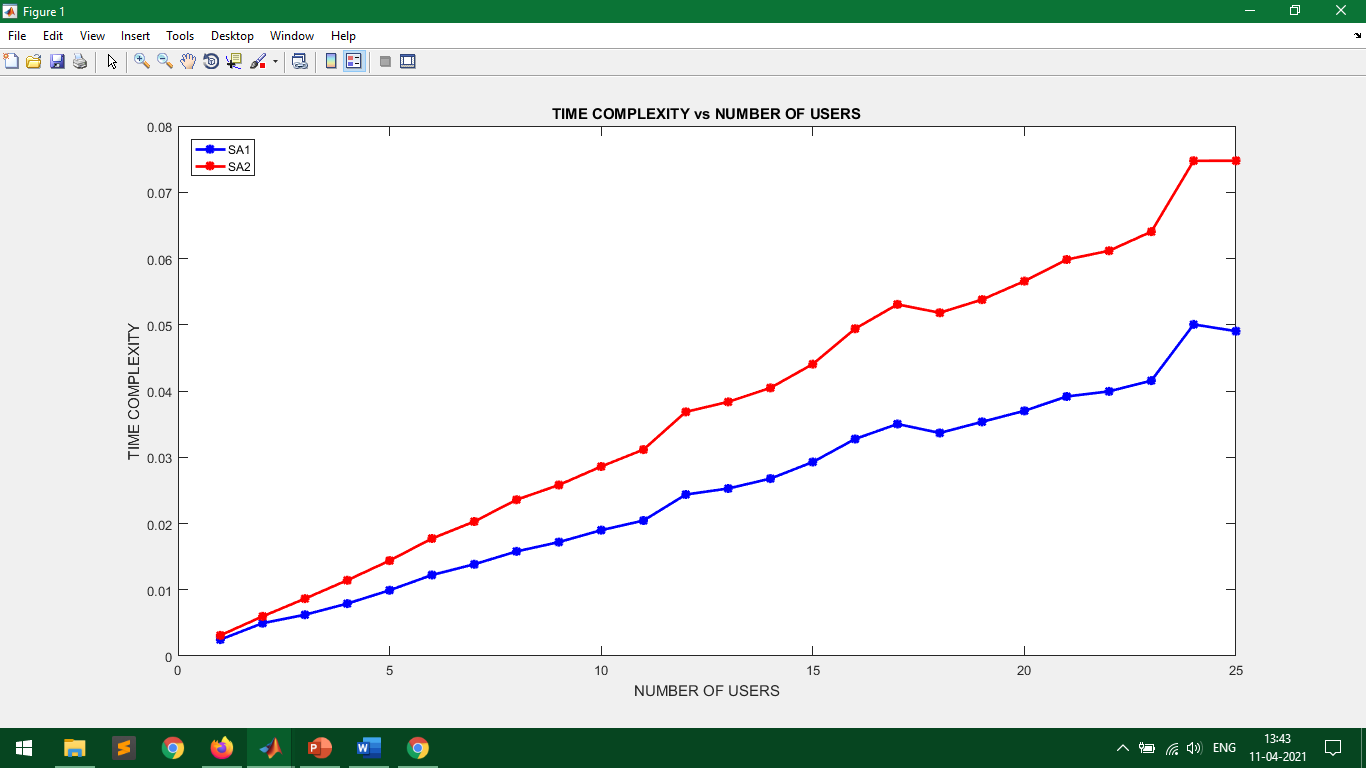 Figure 1
File Edit View Insert Tools Desktop Window Help
TIME COMPLEXITY vs NUMBER OF USERS
SA1
SA2
0.08
0.07
0.06
0.05
0.04
0.03
0.02
0.01
0
TIME COMPLEXITY
0 5 10 15 20 25
NUMBER OF USERS
ENG
13:43
11-04-2021